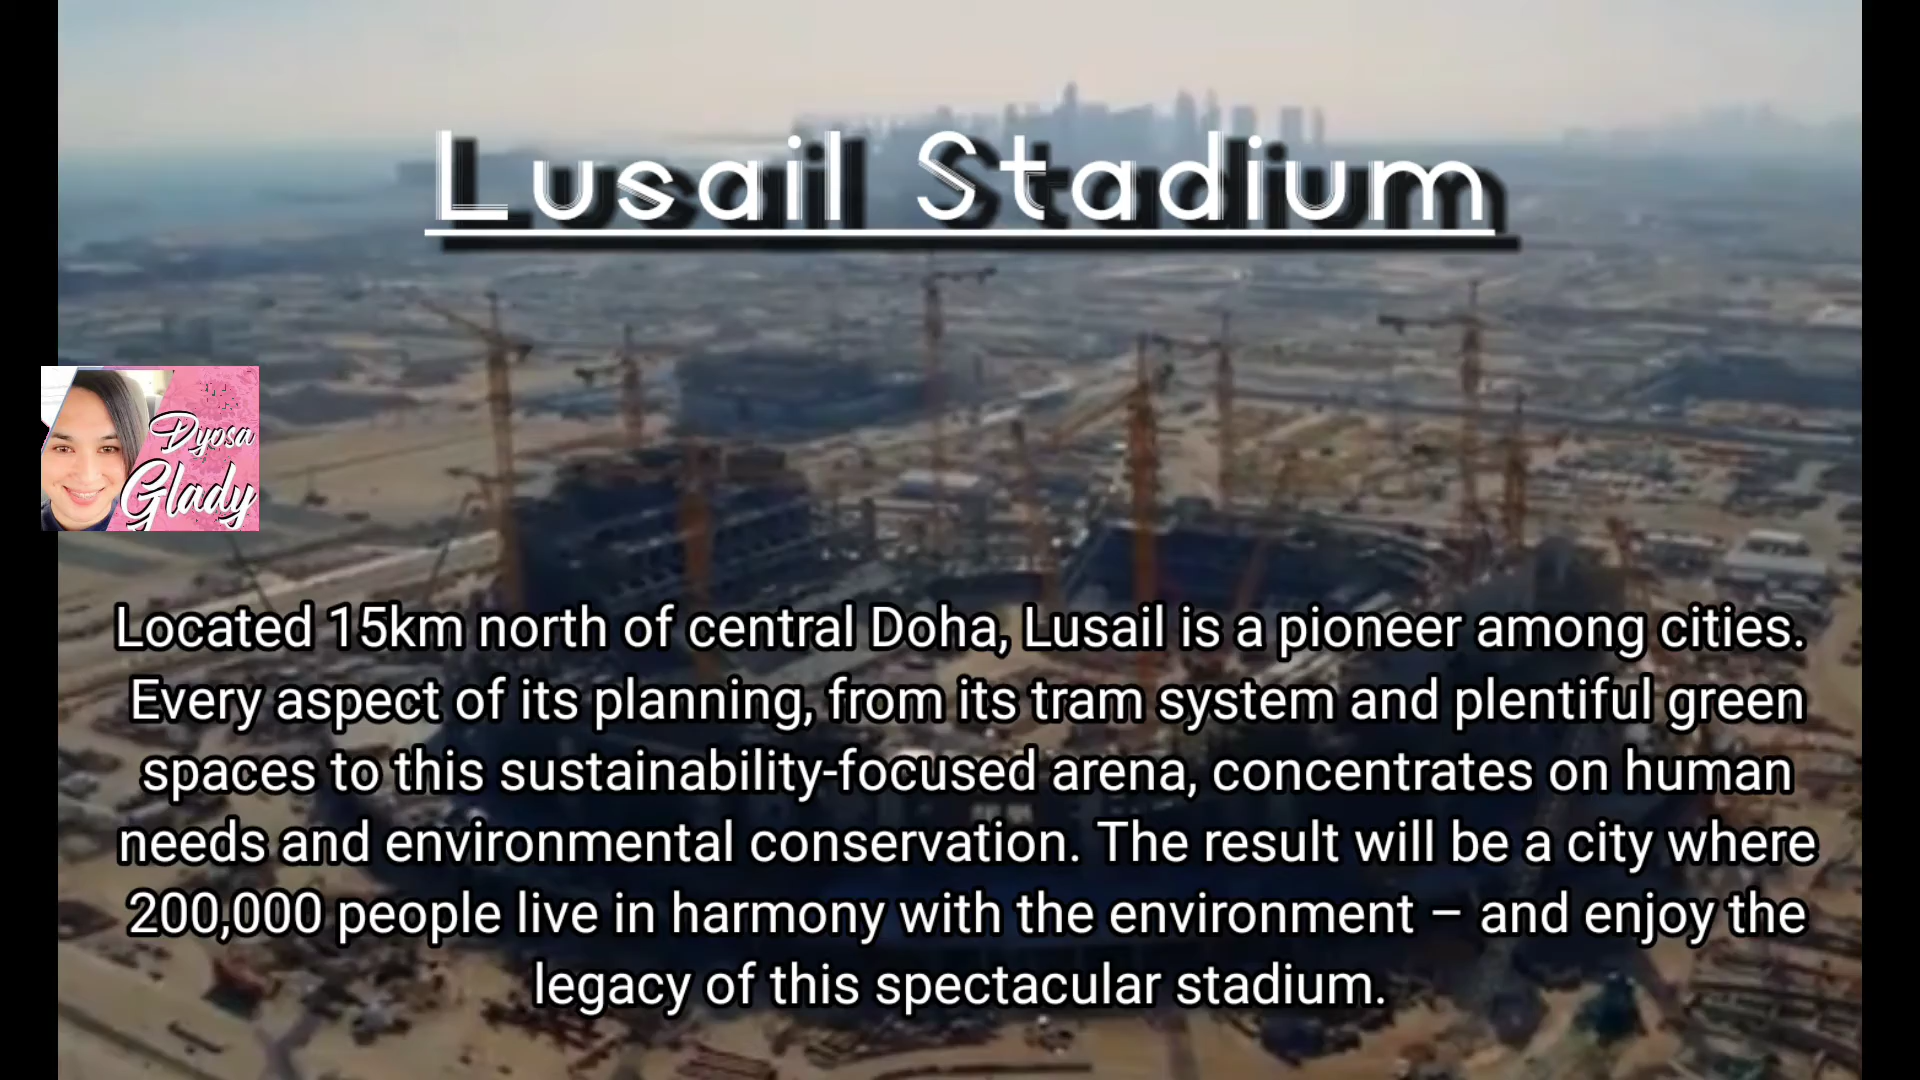 Lusail Stadium
Dyosa
Glady
Located 15km north of central Doha, Lusail is a pioneer among cities.
Every aspect of its planning, from its tram system and plentiful green
spaces to this sustainability-focused arena, concentrates on human
needs and environmental conservation. The result will be a city where
200,000 people live in harmony with the environment – and enjoy the
legacy of this spectacular stadium.